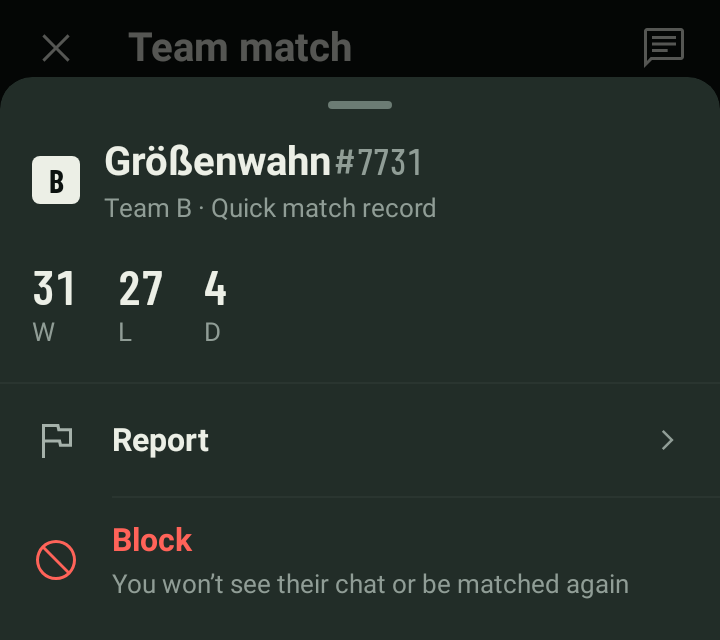 Team match
B
Größenwahn#7731
Team B · Quick match record
31 27 4
W L D
Report
Block
You won’t see their chat or be matched again